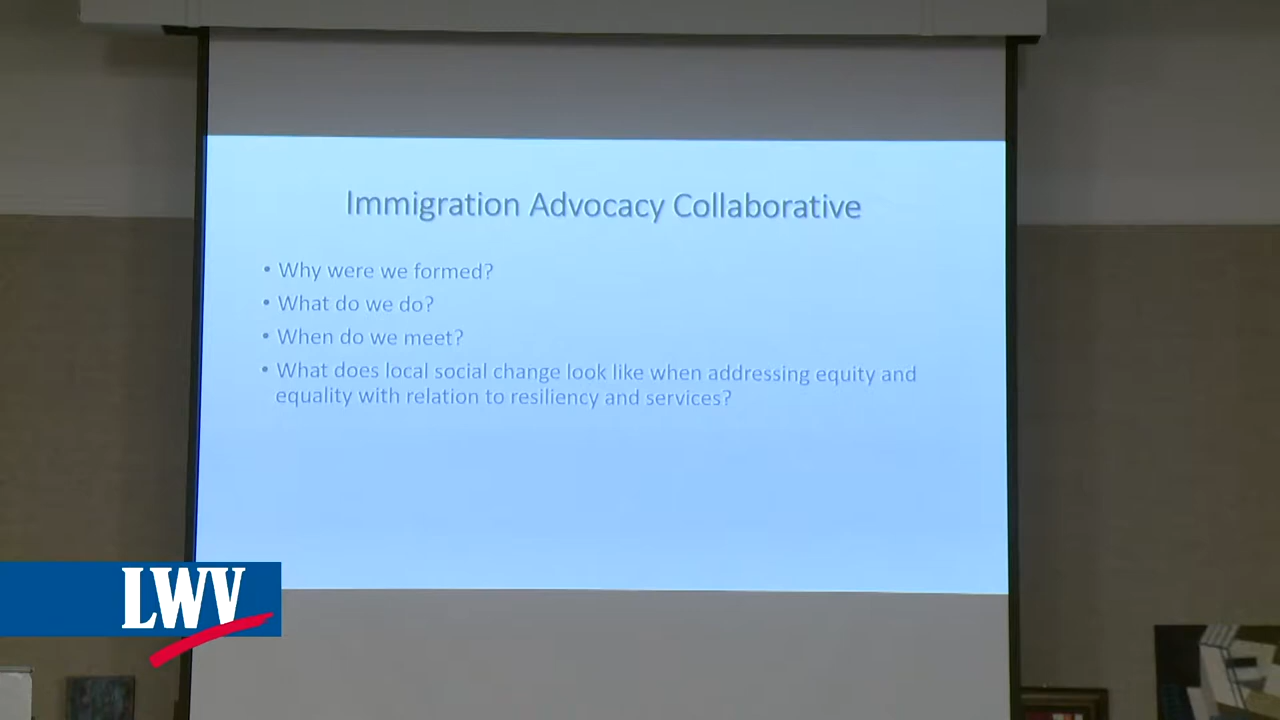 Immigration Advocacy Collaborative
• Why were we formed?
• What do we do?
• When do we meet?
• What does local social change look like when addressing equity and
equality with relation to resiliency and services?
LWV